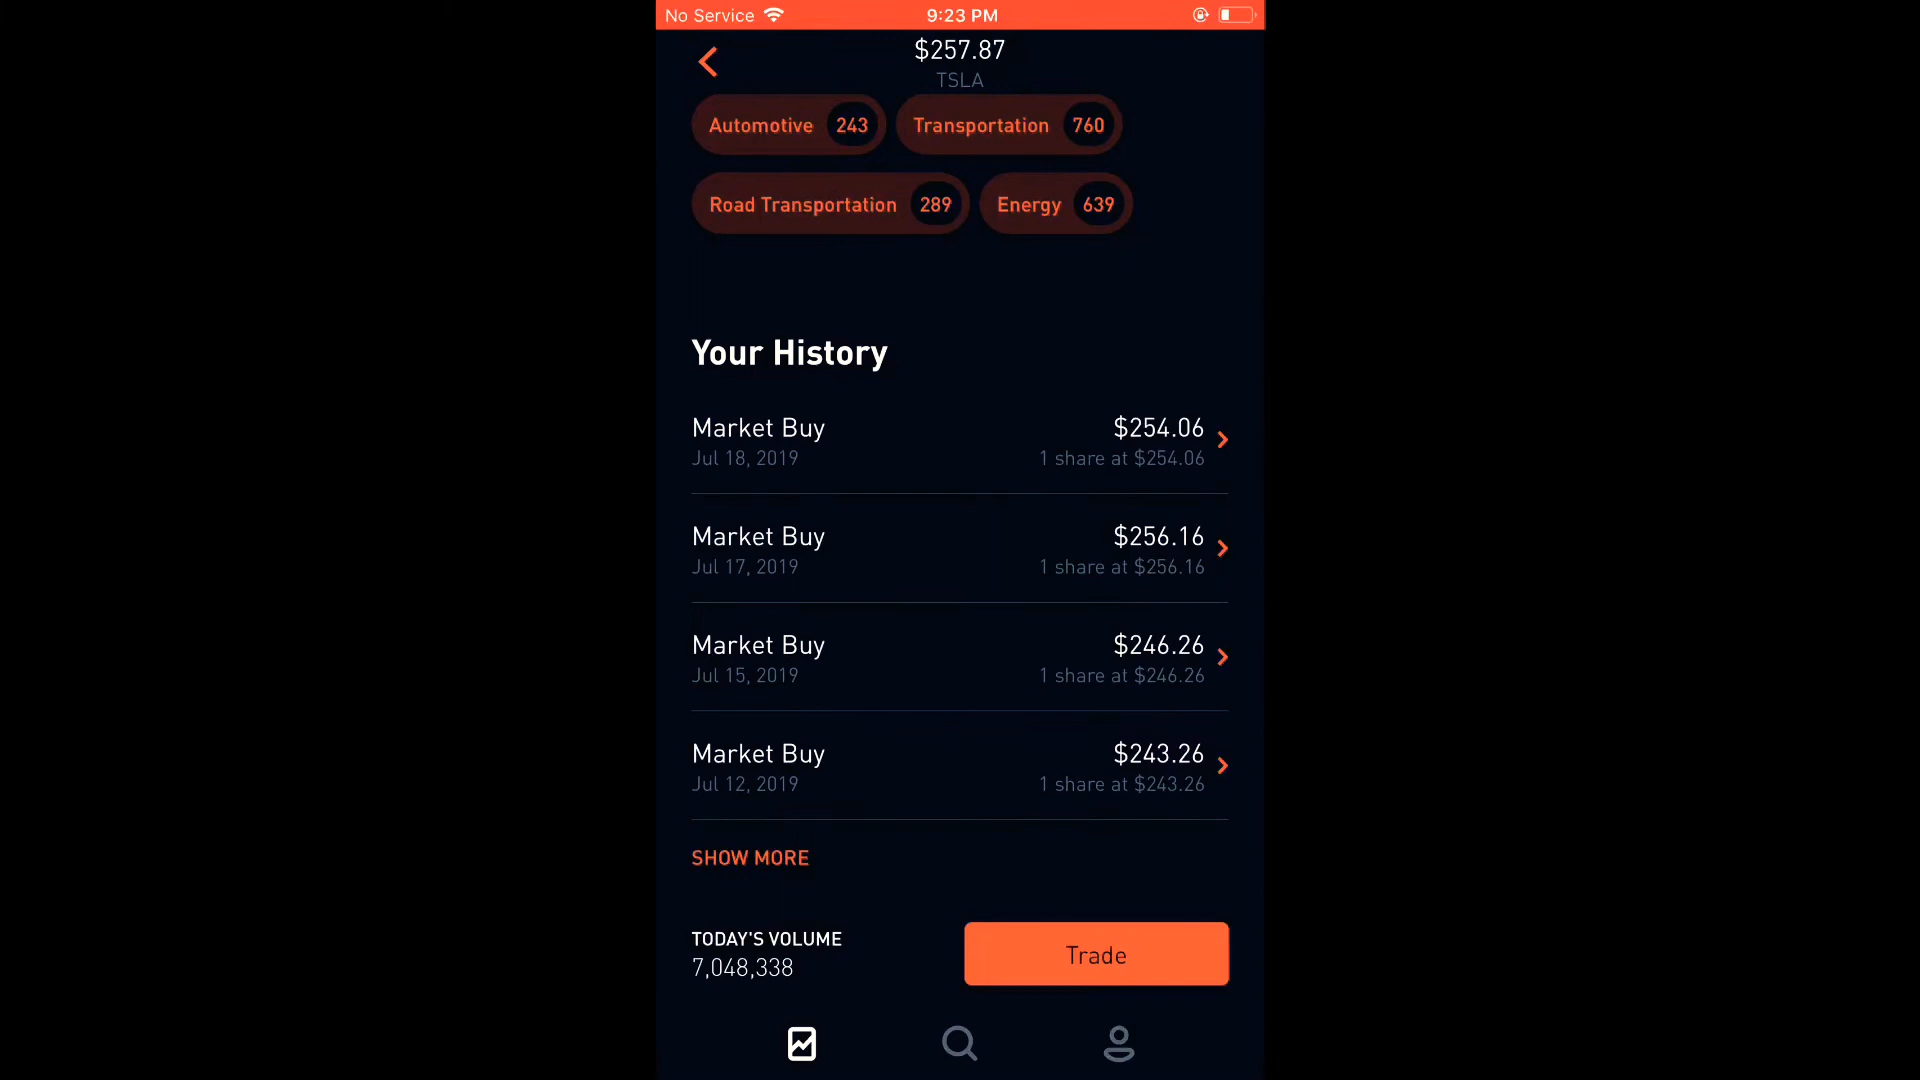 No Service 9:23 PM
$257.87
TSLA
Automotive 243 Transportation 760
Road Transportation 289 Energy 639
Your History
Market Buy $254.06
Jul 18, 2019 1 share at $254.06
Market Buy $256.16
Jul 17, 2019 1 share at $256.16
Market Buy $246.26
Jul 15, 2019 1 share at $246.26
Market Buy $243.26
Jul 12, 2019 1 share at $243.26
SHOW MORE
TODAY'S VOLUME
7,048,338
Trade